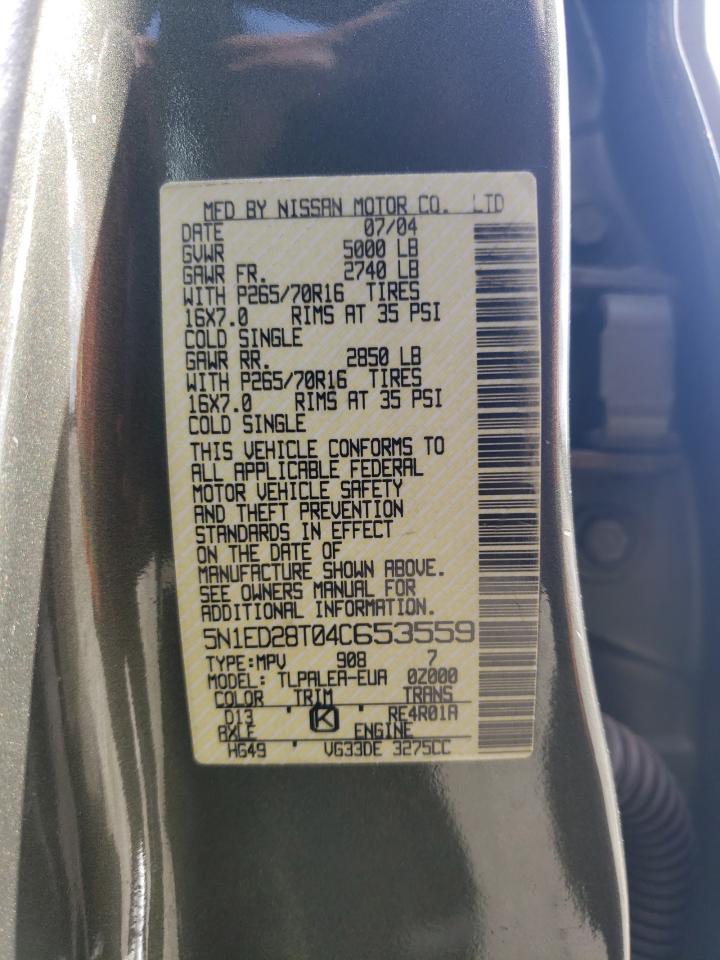 MFD BY NISSAN MOTOR CO. LTD
DATE 07/04
GVWR 5000 LB
GAWR FR. 2740 LB
WITH P265/70R16 TIRES
16X7.0 RIMS AT 35 PSI
COLD SINGLE
GAWR RR. 2850 LB
WITH P265/70R16 TIRES
16X7.0 RIMS AT 35 PSI
COLD SINGLE
THIS VEHICLE CONFORMS TO
ALL APPLICABLE FEDERAL
MOTOR VEHICLE SAFETY
AND THEFT PREVENTION
STANDARDS IN EFFECT
ON THE DATE OF
MANUFACTURE SHOWN ABOVE.
SEE OWNERS MANUAL FOR
ADDITIONAL INFORMATION.
5N1ED28T04C653559
TYPE:MPV 908 7
MODEL: TLPALEA-EUA 0Z000
COLOR TRIM TRANS
D13 K RE4R01A
AXLE ENGINE
HG49 VG33DE 3275CC